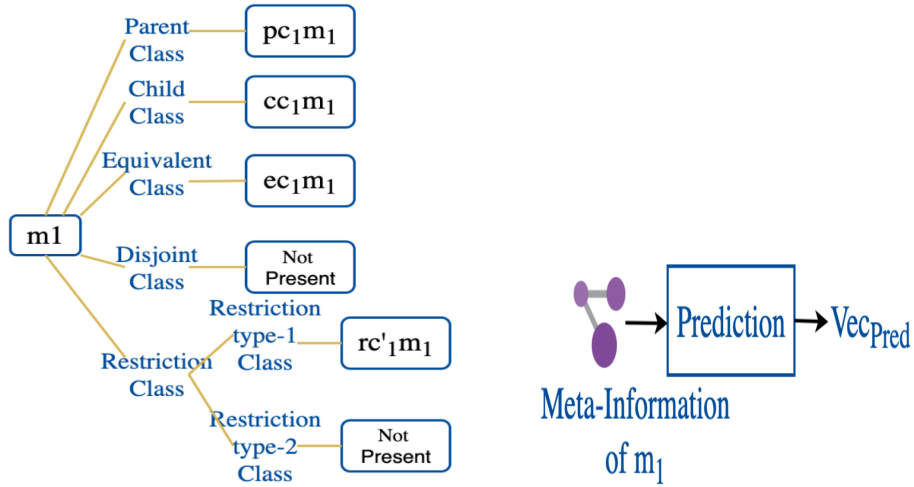 Parent
Class
pc₁m₁
Child
Class
cc₁m₁
Equivalent
Class
ec₁m₁
m1
Disjoint
Class
Not
Present
Restriction
type-1
Class
rc'₁m₁
Restriction
Class
Restriction
type-2
Class
Not
Present
Prediction
Vec_Pred
Meta-Information
of m₁